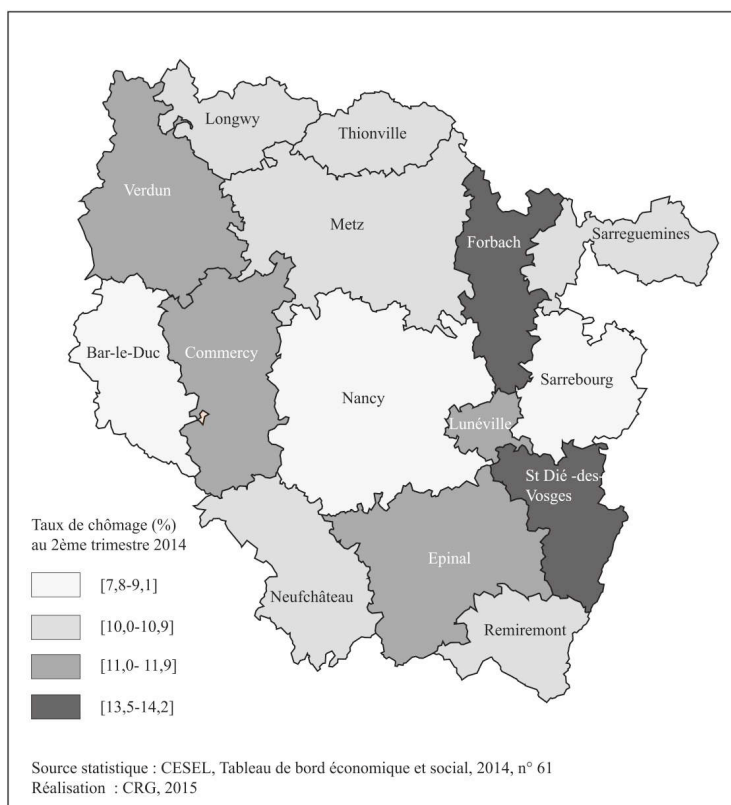 Longwy
Thionville
Verdun
Metz
Forbach
Sarreguemines
Bar-le-Duc
Commercy
Nancy
Sarrebourg
Lunéville
St Dié -des-
Vosges
Epinal
Neufchâteau
Remiremont
Taux de chômage (%)
au 2ème trimestre 2014
[7,8-9,1]
[10,0-10,9]
[11,0- 11,9]
[13,5-14,2]
Source statistique : CESEL, Tableau de bord économique et social, 2014, n° 61
Réalisation : CRG, 2015